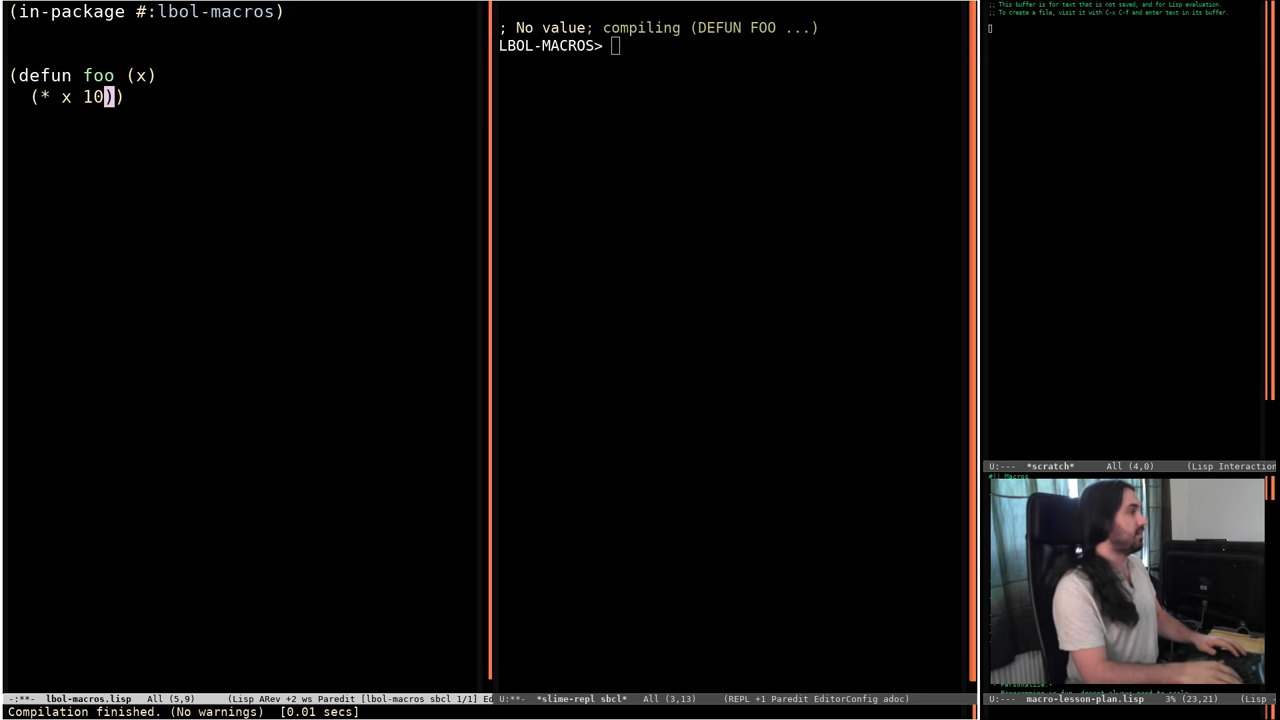 (in-package #:lbol-macros)
(defun foo (x)
  (* x 10))
-:**-  lbol-macros.lisp   All (5,9)      (Lisp ARev +2 ws Paredit [lbol-macros sbcl 1/1] Ed
Compilation finished. (No warnings)  [0.01 secs]
; No value; compiling (DEFUN FOO ...)
LBOL-MACROS>
U:**-  *slime-repl sbcl*   All (3,13)     (REPL +1 Paredit EditorConfig adoc)
;; This buffer is for text that is not saved, and for Lisp evaluation.
;; To create a file, visit it with C-x C-f and enter text in its buffer.
U:---  *scratch*      All (4,0)      (Lisp Interaction
#|| Macros
U:---  macro-lesson-plan.lisp   3% (23,21)     (Lisp